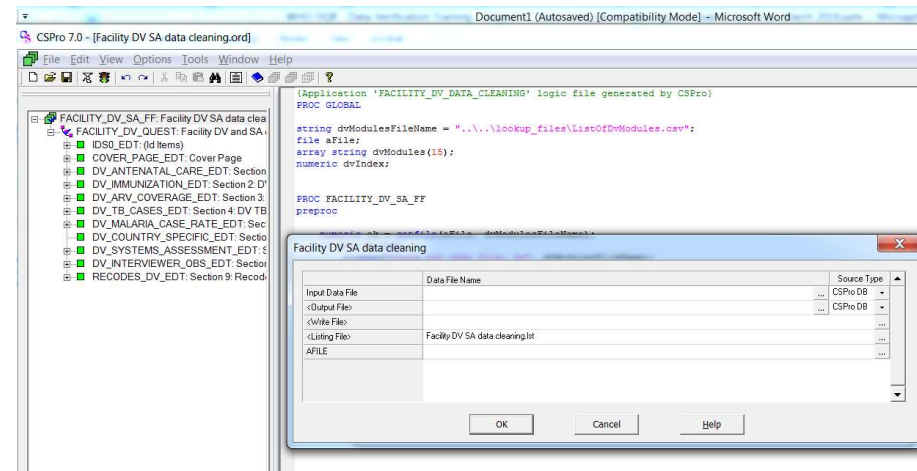 Document1 (Autosaved) [Compatibility Mode] - Microsoft Word
CSPro 7.0 - [Facility DV SA data cleaning.ord]
File Edit View Options Tools Window Help
FACILITY_DV_SA_FF: Facility DV SA data clea
FACILITY_DV_QUEST: Facility DV and SA
IDS0_EDT: (Id Items)
COVER_PAGE_EDT: Cover Page
DV_ANTENATAL_CARE_EDT: Section
DV_IMMUNIZATION_EDT: Section 2: D
DV_ARV_COVERAGE_EDT: Section 3:
DV_TB_CASES_EDT: Section 4: DV TB
DV_MALARIA_CASE_RATE_EDT: Sec
DV_COUNTRY_SPECIFIC_EDT: Sectio
DV_SYSTEMS_ASSESSMENT_EDT: S
DV_INTERVIEWER_OBS_EDT: Section
RECODES_DV_EDT: Section 9: Recod
{Application 'FACILITY_DV_DATA_CLEANING' logic file generated by CSPro}
PROC GLOBAL
string dvModulesFileName = "..\..\lookup_files\ListOfDvModules.csv";
file aFile;
array string dvModules(15);
numeric dvIndex;
PROC FACILITY_DV_SA_FF
preproc
numeric ok = setfile(aFile, dvModulesFileName);
Facility DV SA data cleaning
X
Data File Name Source Type
Input Data File ... CSPro DB
<Output File> ... CSPro DB
<Write File> ...
<Listing File> Facility DV SA data cleaning.lst ...
AFILE ...
OK Cancel Help